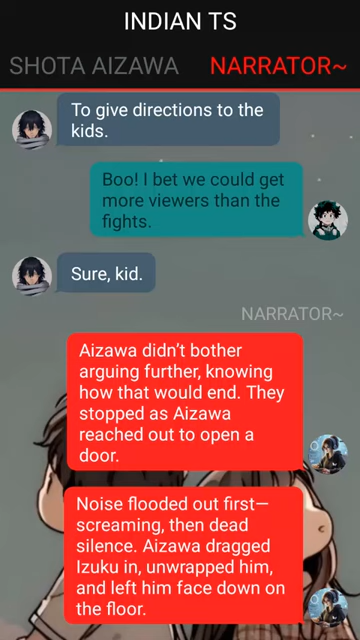 INDIAN TS
SHOTA AIZAWA
NARRATOR~
To give directions to the
kids.
Boo! I bet we could get
more viewers than the
fights.
Sure, kid.
NARRATOR~
Aizawa didn't bother
arguing further, knowing
how that would end. They
stopped as Aizawa
reached out to open a
door.
Noise flooded out first—
screaming, then dead
silence. Aizawa dragged
Izuku in, unwrapped him,
and left him face down on
the floor.